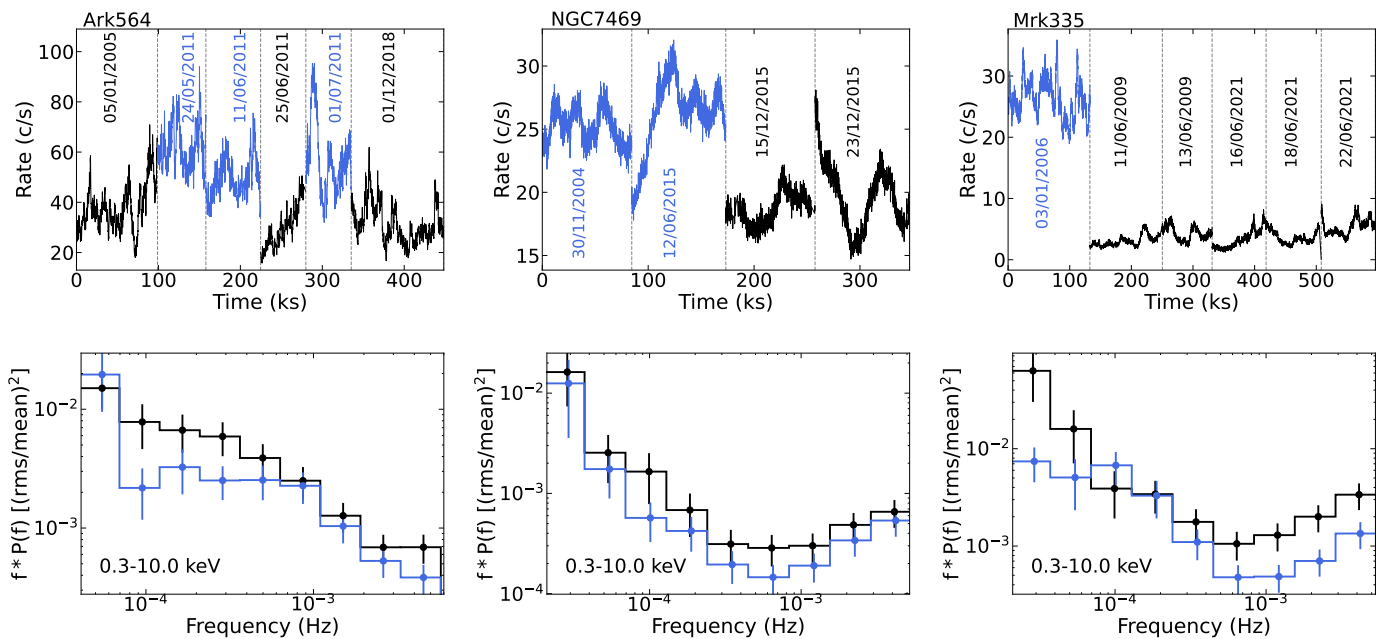 Ark564
Rate (c/s)
100
80
60
40
20
05/01/2005
24/05/2011
11/06/2011
25/06/2011
01/07/2011
01/12/2018
0 100 200 300 400
Time (ks)
NGC7469
Rate (c/s)
30
25
20
15
30/11/2004
12/06/2015
15/12/2015
23/12/2015
0 100 200 300
Time (ks)
Mrk335
Rate (c/s)
30
20
10
0
03/01/2006
11/06/2009
13/06/2009
16/06/2021
18/06/2021
22/06/2021
0 100 200 300 400 500
Time (ks)
f * P(f) [(rms/mean)²]
10⁻²
10⁻³
0.3-10.0 keV
10⁻⁴ 10⁻³
Frequency (Hz)
f * P(f) [(rms/mean)²]
10⁻²
10⁻³
10⁻⁴
0.3-10.0 keV
10⁻⁴ 10⁻³
Frequency (Hz)
f * P(f) [(rms/mean)²]
10⁻²
10⁻³
0.3-10.0 keV
10⁻⁴ 10⁻³
Frequency (Hz)